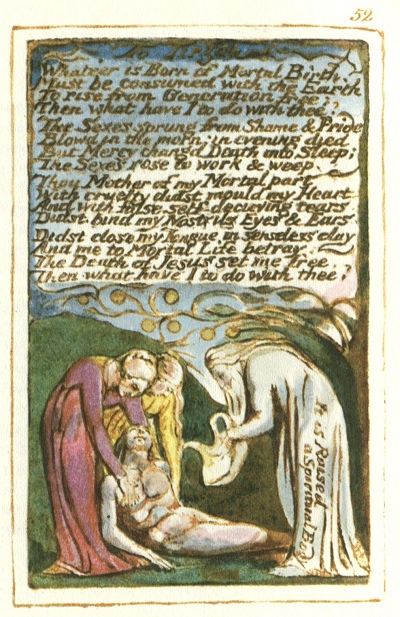 52
To Tirzah
Whate'er is Born of Mortal Birth,
Must be consumed with the Earth
To rise from Generation free;
Then what have I to do with thee?
The Sexes sprung from Shame & Pride
Blow'd in the morn; in evening died
But Mercy changd Death into Sleep;
The Sexes rose to work & weep.
Thou Mother of my Mortal part
With cruelty didst mould my Heart
And with false self-decieving tears
Didst bind my Nostrils Eyes & Ears
Didst close my Tongue in senseless clay
And me to Mortal Life betray:
The Death of Jesus set me free,
Then what have I to do with thee?
It is Raised
a Spiritual